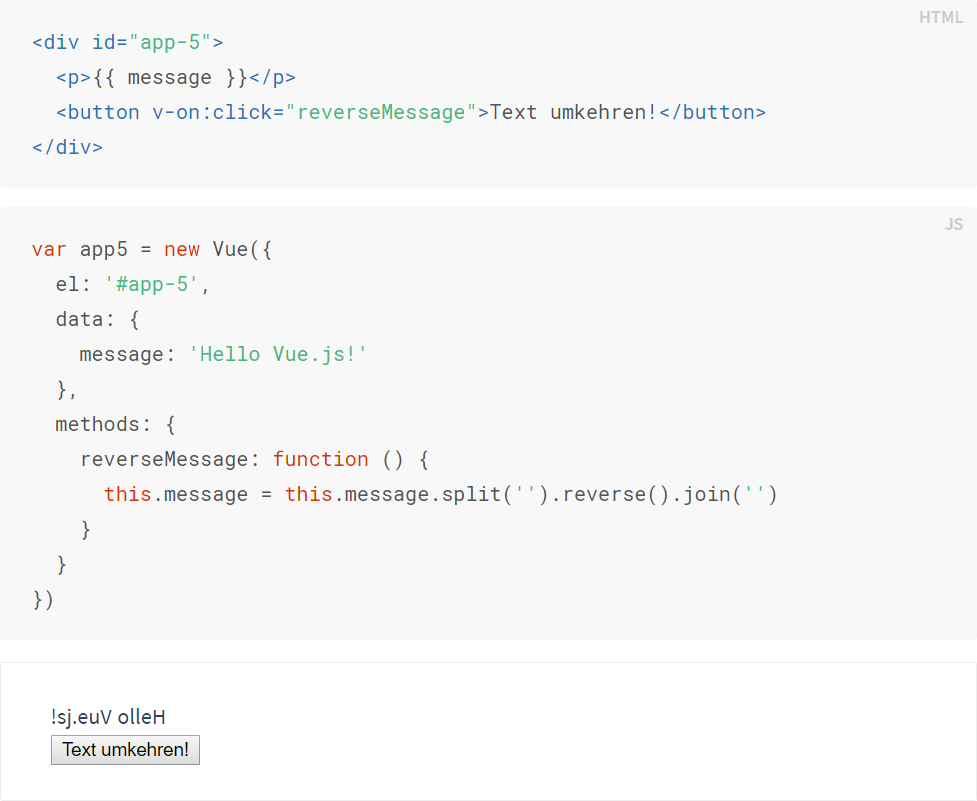 HTML
<div id="app-5">
  <p>{{ message }}</p>
  <button v-on:click="reverseMessage">Text umkehren!</button>
</div>
JS
var app5 = new Vue({
  el: '#app-5',
  data: {
    message: 'Hello Vue.js!'
  },
  methods: {
    reverseMessage: function () {
      this.message = this.message.split('').reverse().join('')
    }
  }
})
!sj.euV olleH
Text umkehren!